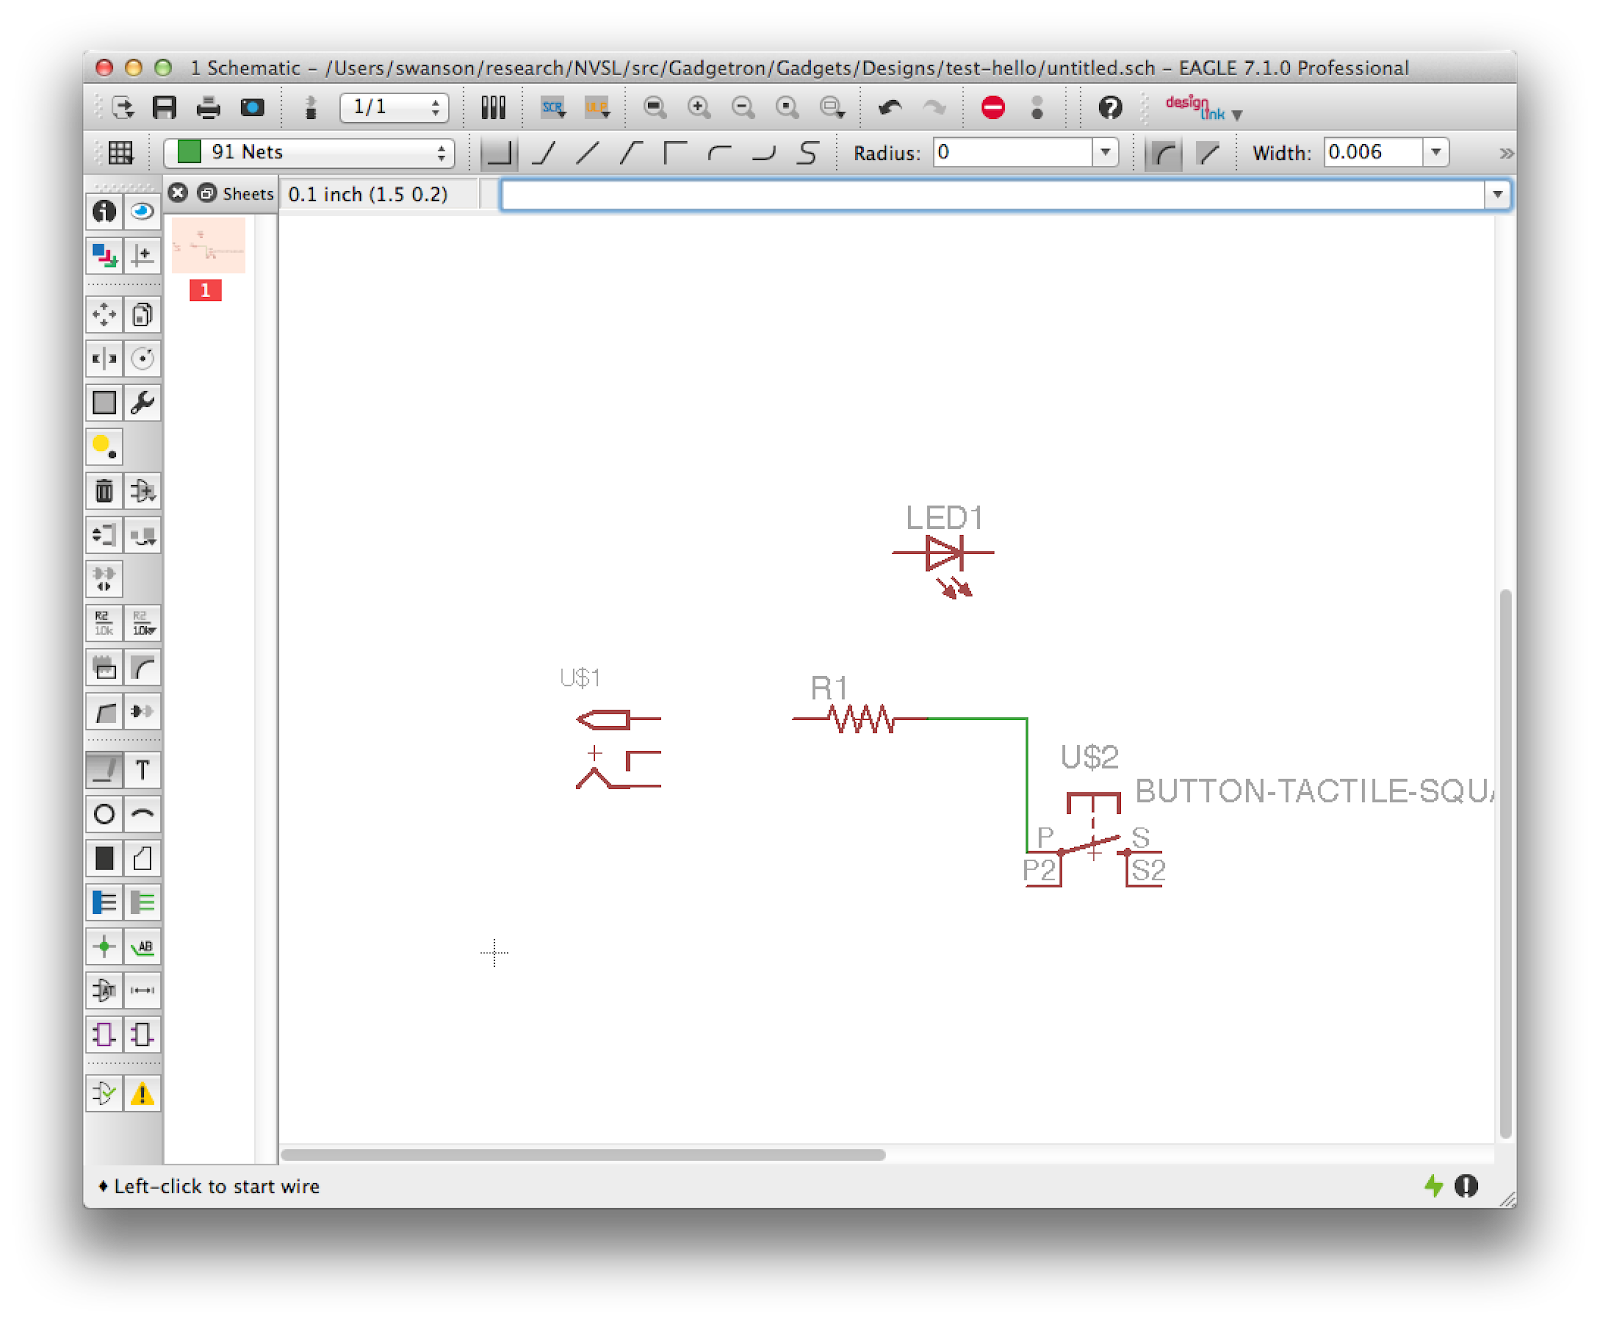 1 Schematic – /Users/swanson/research/NVSL/src/Gadgetron/Gadgets/Designs/test-hello/untitled.sch – EAGLE 7.1.0 Professional
1/1
SCR
ULP
design
link
91 Nets
Radius:
0
Width:
0.006
Sheets
0.1 inch (1.5 0.2)
1
LED1
U$1
R1
U$2
BUTTON-TACTILE-SQU
P
S
P2
S2
R2
10k
R2
10k
T
AB
AT
Left-click to start wire